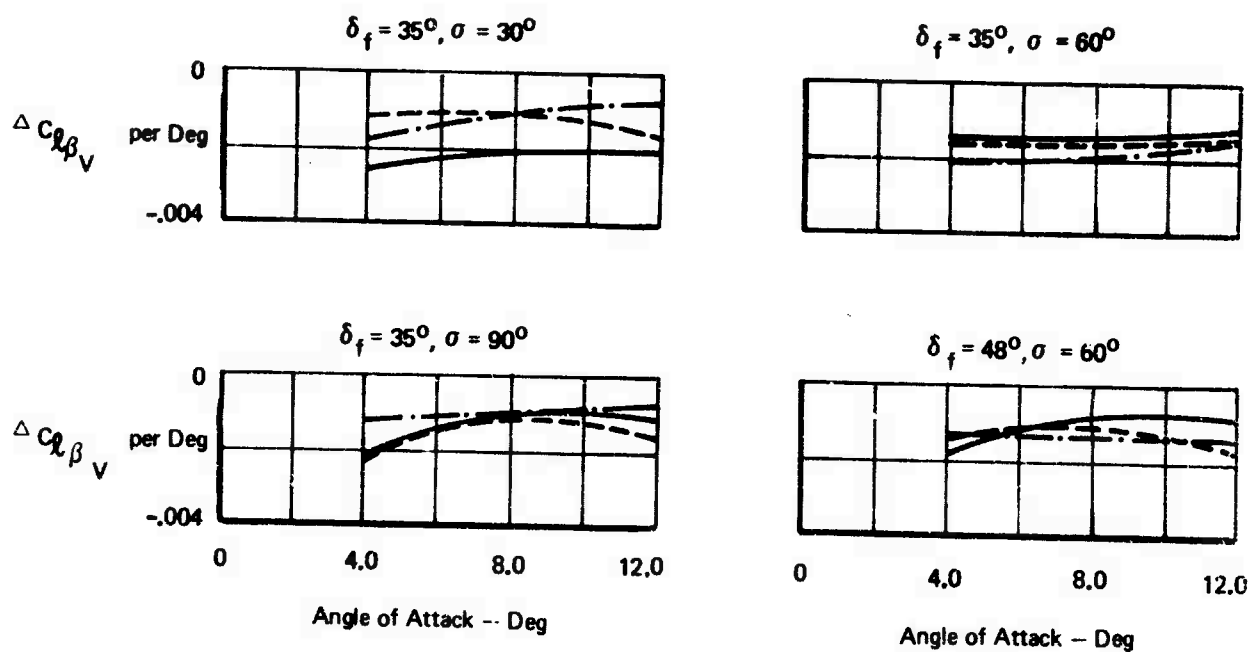 δf = 35°, σ = 30°
δf = 35°, σ = 60°
0
Δ CℓβV per Deg
-.004
δf = 35°, σ = 90°
δf = 48°, σ = 60°
0
Δ Cℓβ V per Deg
-.004
0 4.0 8.0 12.0
0 4.0 8.0 12.0
Angle of Attack -- Deg
Angle of Attack – Deg